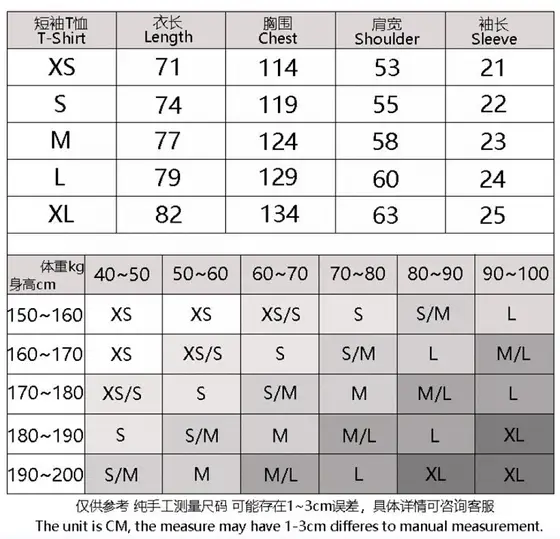 短袖T恤 衣长 胸围 肩宽 袖长
T-Shirt Length Chest Shoulder Sleeve
XS 71 114 53 21
S 74 119 55 22
M 77 124 58 23
L 79 129 60 24
XL 82 134 63 25
体重kg
身高cm 40~50 50~60 60~70 70~80 80~90 90~100
150~160 XS XS XS/S S S/M L
160~170 XS XS/S S S/M L M/L
170~180 XS/S S S/M M M/L L
180~190 S S/M M M/L L XL
190~200 S/M M M/L L XL XL
仅供参考 纯手工测量尺码 可能存在1~3cm误差，具体详情可咨询客服
The unit is CM, the measure may have 1-3cm differes to manual measurement.